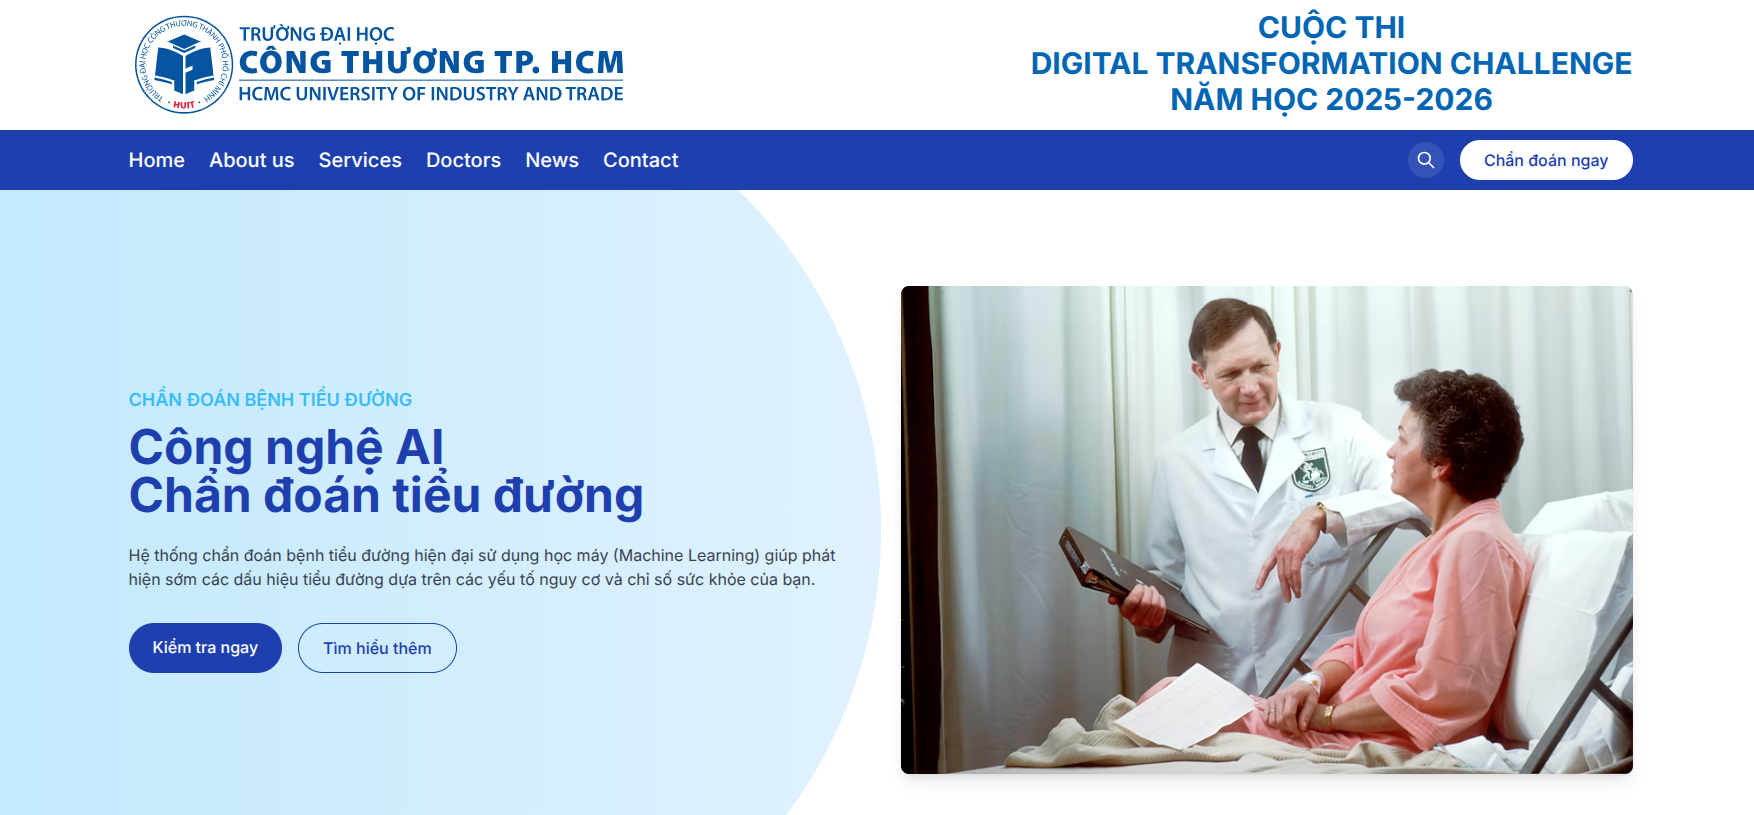 TRƯỜNG ĐẠI HỌC CÔNG THƯƠNG THÀNH PHỐ HỒ CHÍ MINH
HUIT
TRƯỜNG ĐẠI HỌC
CÔNG THƯƠNG TP. HCM
HCMC UNIVERSITY OF INDUSTRY AND TRADE
CUỘC THI
DIGITAL TRANSFORMATION CHALLENGE
NĂM HỌC 2025-2026
Home About us Services Doctors News Contact
Chẩn đoán ngay
CHẨN ĐOÁN BỆNH TIỂU ĐƯỜNG
Công nghệ AI
Chẩn đoán tiểu đường
Hệ thống chẩn đoán bệnh tiểu đường hiện đại sử dụng học máy (Machine Learning) giúp phát
hiện sớm các dấu hiệu tiểu đường dựa trên các yếu tố nguy cơ và chỉ số sức khỏe của bạn.
Kiểm tra ngay Tìm hiểu thêm